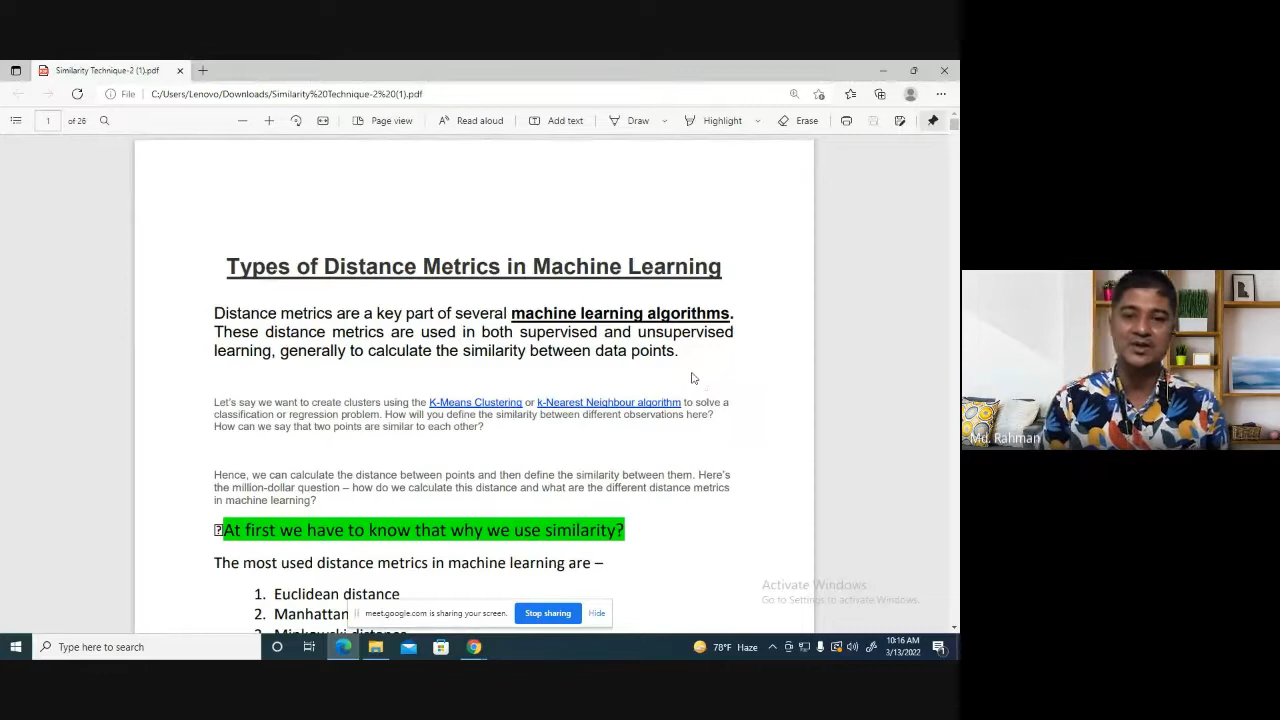 Similarity Technique-2 (1).pdf
File C:/Users/Lenovo/Downloads/Similarity%20Technique-2%20(1).pdf
1 of 26 Page view Read aloud Add text Draw Highlight Erase
Types of Distance Metrics in Machine Learning
Distance metrics are a key part of several machine learning algorithms.
These distance metrics are used in both supervised and unsupervised
learning, generally to calculate the similarity between data points.
Let's say we want to create clusters using the K-Means Clustering or k-Nearest Neighbour algorithm to solve a
classification or regression problem. How will you define the similarity between different observations here?
How can we say that two points are similar to each other?
Hence, we can calculate the distance between points and then define the similarity between them. Here's
the million-dollar question – how do we calculate this distance and what are the different distance metrics
in machine learning?
At first we have to know that why we use similarity?
The most used distance metrics in machine learning are –
1. Euclidean distance
2. Manhattan
3. Minkowski distance
meet.google.com is sharing your screen. Stop sharing Hide
Activate Windows
Go to Settings to activate Windows.
Md. Rahman
Type here to search
78°F Haze
10:16 AM
3/13/2022
1